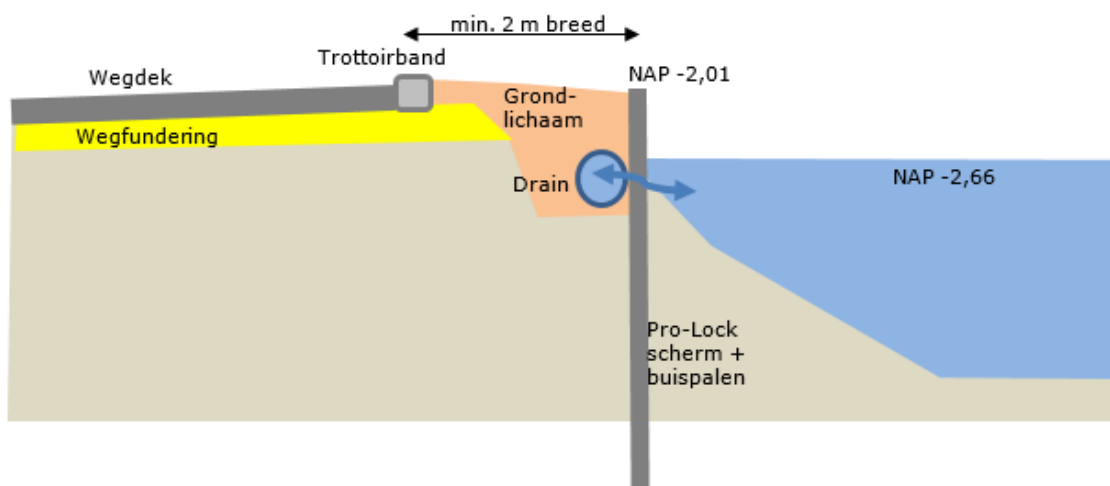 min. 2 m breed
Trottoirband
Wegdek
NAP -2,01
Grond-
lichaam
Wegfundering
Drain
NAP -2,66
Pro-Lock
scherm +
buispalen